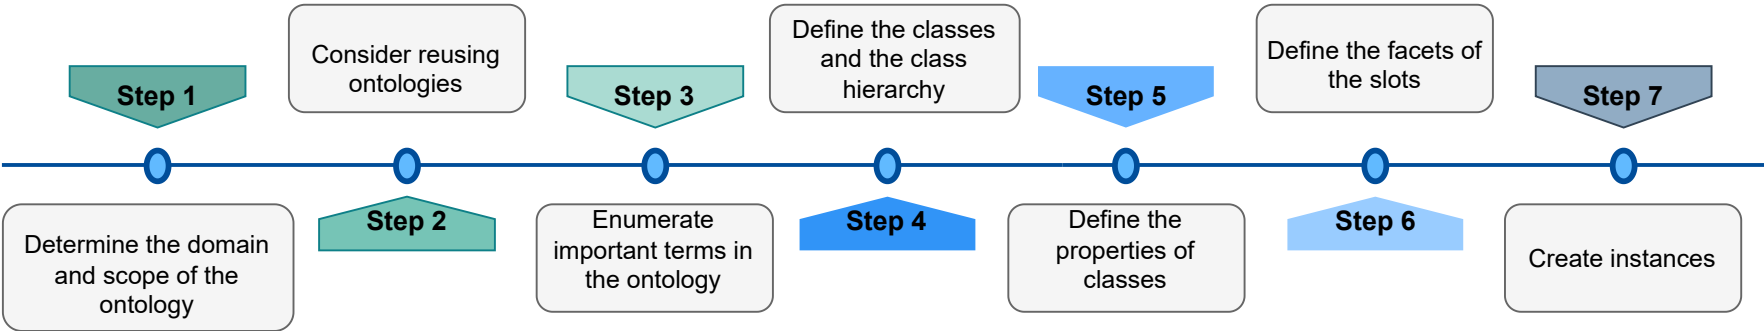 Step 1
Determine the domain
and scope of the
ontology
Consider reusing
ontologies
Step 2
Step 3
Enumerate
important terms in
the ontology
Define the classes
and the class
hierarchy
Step 4
Step 5
Define the
properties of
classes
Define the facets of
the slots
Step 6
Step 7
Create instances